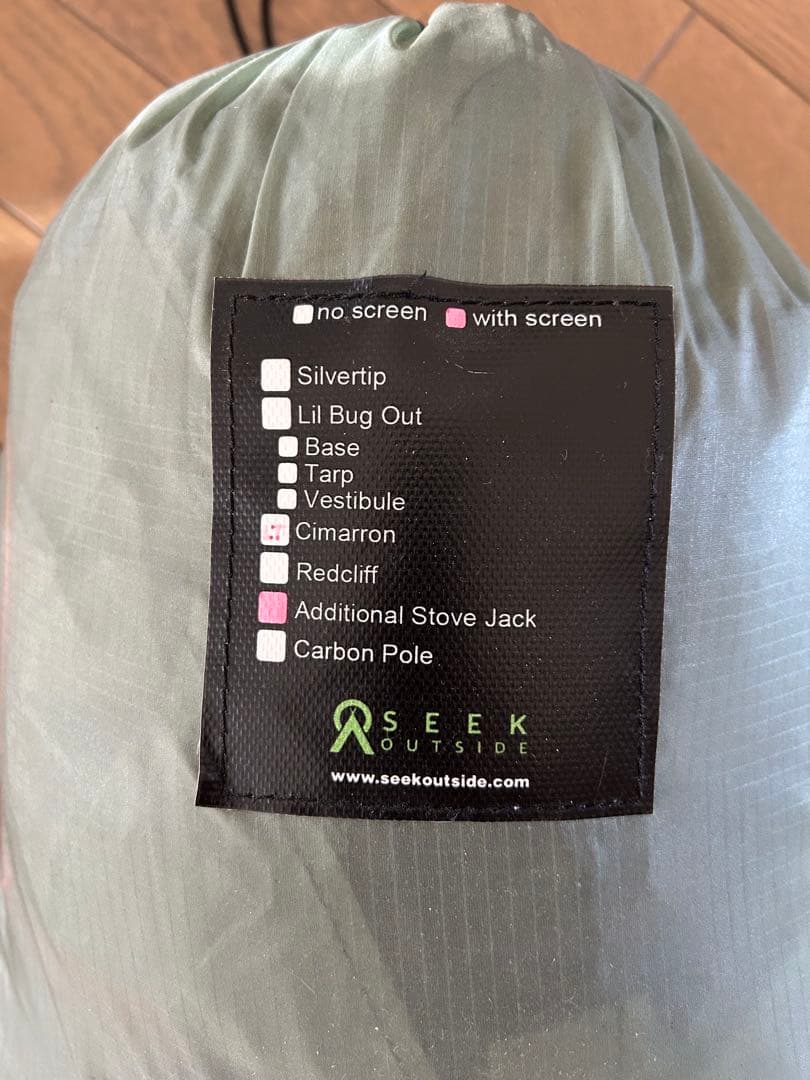 no screen with screen
Silvertip
Lil Bug Out
Base
Tarp
Vestibule
LT Cimarron
Redcliff
Additional Stove Jack
Carbon Pole
SEEK
OUTSIDE
www.seekoutside.com